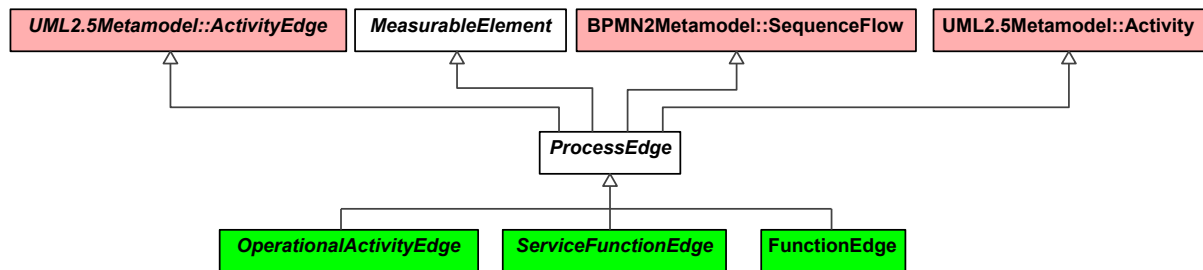 UML2.5Metamodel::ActivityEdge
MeasurableElement
BPMN2Metamodel::SequenceFlow
UML2.5Metamodel::Activity
ProcessEdge
OperationalActivityEdge
ServiceFunctionEdge
FunctionEdge